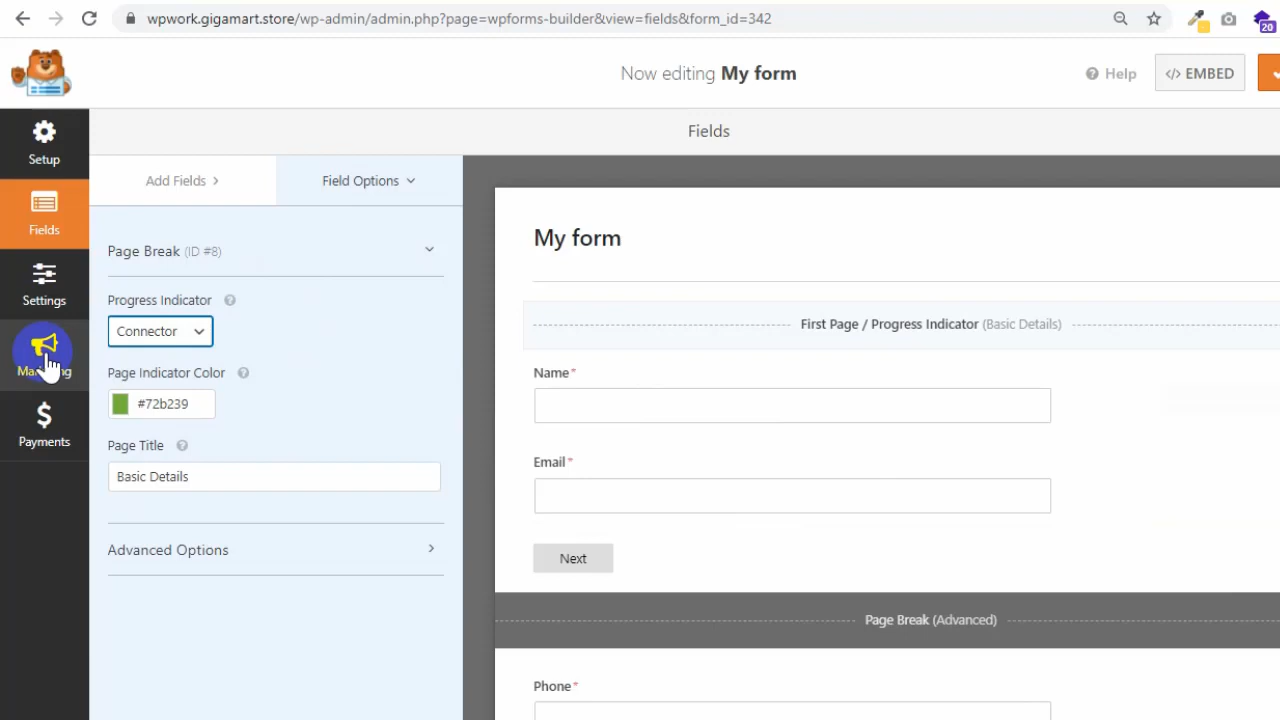 wpwork.gigamart.store/wp-admin/admin.php?page=wpforms-builder&view=fields&form_id=342
20
Now editing My form
Help
</> EMBED
Setup
Fields
Settings
Payments
Fields
Add Fields
Field Options
Page Break (ID #8)
Progress Indicator
Connector
Page Indicator Color
#72b239
Page Title
Basic Details
Advanced Options
My form
First Page / Progress Indicator (Basic Details)
Name*
Email*
Next
Page Break (Advanced)
Phone*